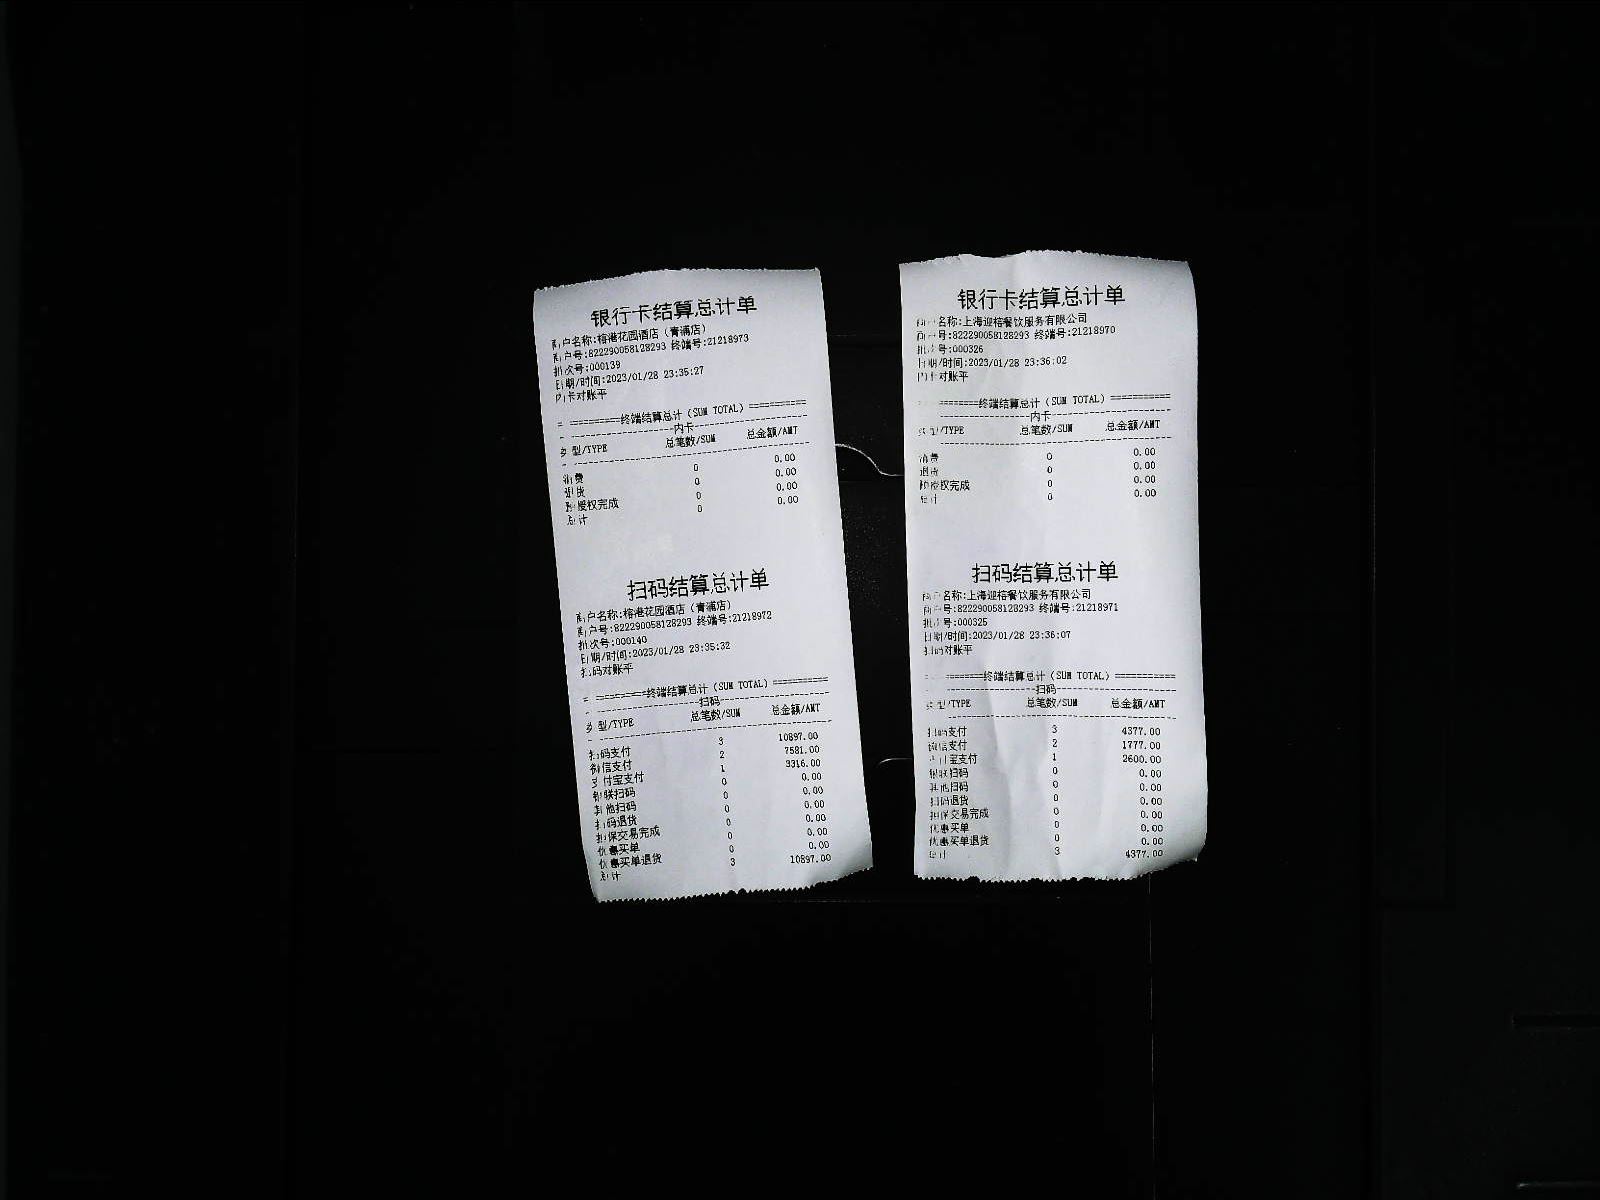 银行卡结算总计单
商户名称:榕港花园酒店（青浦店）
商户号:822290058128293 终端号:21218973
批次号:000139
日期/时间:2023/01/28 23:35:27
内卡对账平
==========终端结算总计（SUM TOTAL）==========
内卡
类型/TYPE 总笔数/SUM 总金额/AMT
消费 0 0.00
退货 0 0.00
预授权完成 0 0.00
总计 0 0.00
扫码结算总计单
商户名称:榕港花园酒店（青浦店）
商户号:822290058128293 终端号:21218972
批次号:000140
日期/时间:2023/01/28 23:35:32
扫码对账平
==========终端结算总计（SUM TOTAL）==========
扫码
类型/TYPE 总笔数/SUM 总金额/AMT
扫码支付 3 10897.00
微信支付 2 7581.00
支付宝支付 1 3316.00
银联扫码 0 0.00
其他扫码 0 0.00
扫码退货 0 0.00
担保交易完成 0 0.00
优惠买单 0 0.00
优惠买单退货 0 0.00
总计 3 10897.00
银行卡结算总计单
商户名称:上海迎榕餐饮服务有限公司
商户号:822290058128293 终端号:21218970
批次号:000326
日期/时间:2023/01/28 23:36:02
内卡对账平
==========终端结算总计（SUM TOTAL）==========
内卡
类型/TYPE 总笔数/SUM 总金额/AMT
消费 0 0.00
退货 0 0.00
预授权完成 0 0.00
总计 0 0.00
扫码结算总计单
商户名称:上海迎榕餐饮服务有限公司
商户号:822290058128293 终端号:21218971
批次号:000325
日期/时间:2023/01/28 23:36:07
扫码对账平
==========终端结算总计（SUM TOTAL）==========
扫码
类型/TYPE 总笔数/SUM 总金额/AMT
扫码支付 3 4377.00
微信支付 2 1777.00
支付宝支付 1 2600.00
银联扫码 0 0.00
其他扫码 0 0.00
扫码退货 0 0.00
担保交易完成 0 0.00
优惠买单 0 0.00
优惠买单退货 0 0.00
总计 3 4377.00